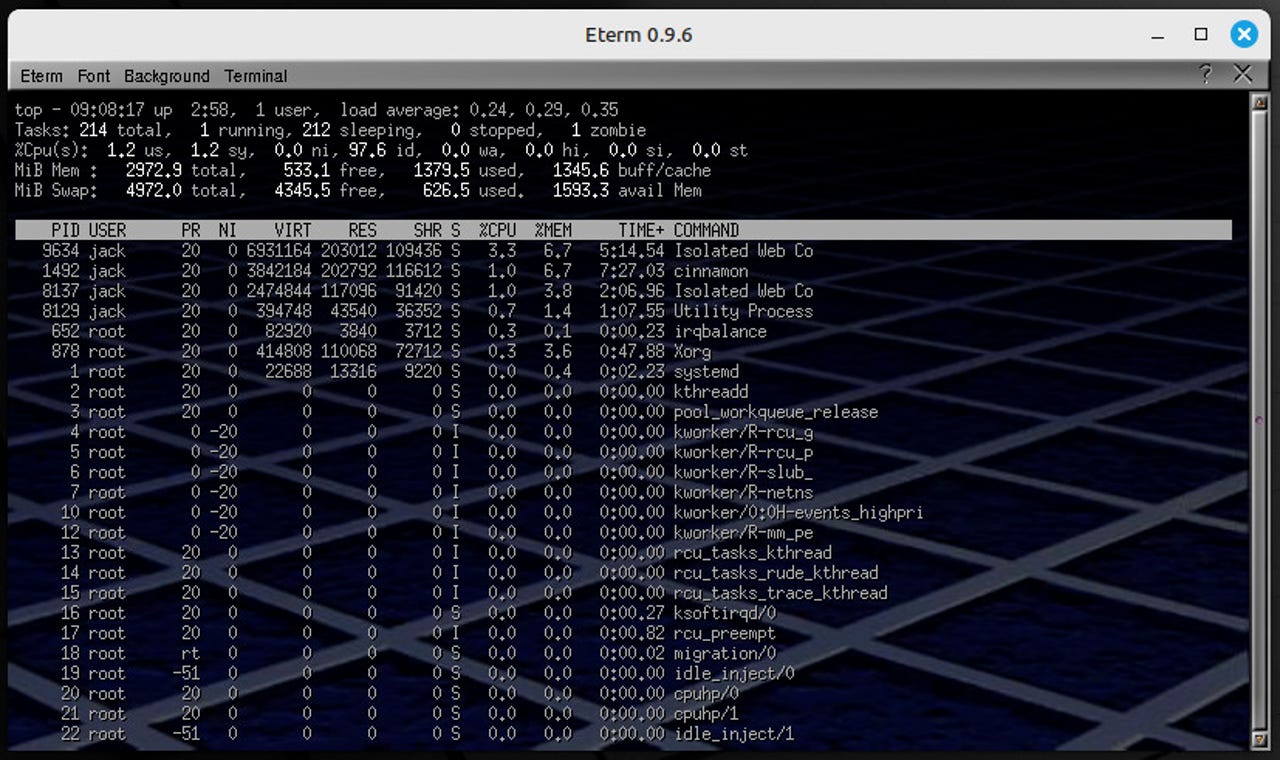 Eterm 0.9.6
Eterm Font Background Terminal
top - 09:08:17 up  2:58,  1 user,  load average: 0.24, 0.29, 0.35
Tasks: 214 total,   1 running, 212 sleeping,   0 stopped,   1 zombie
%Cpu(s):  1.2 us,  1.2 sy,  0.0 ni, 97.6 id,  0.0 wa,  0.0 hi,  0.0 si,  0.0 st
MiB Mem :   2972.9 total,    533.1 free,   1379.5 used,   1345.6 buff/cache
MiB Swap:   4972.0 total,   4345.5 free,    626.5 used.   1593.3 avail Mem
PID USER      PR  NI    VIRT    RES    SHR S  %CPU  %MEM     TIME+ COMMAND
9634 jack      20   0 6931164 203012 109436 S   3.3   6.7   5:14.54 Isolated Web Co
1492 jack      20   0 3842184 202792 116612 S   1.0   6.7   7:27.03 cinnamon
8137 jack      20   0 2474844 117096  91420 S   1.0   3.8   2:06.96 Isolated Web Co
8129 jack      20   0  394748  43540  36352 S   0.7   1.4   1:07.55 Utility Process
652 root      20   0   82920   3840   3712 S   0.3   0.1   0:00.23 irqbalance
878 root      20   0  414808 110068  72712 S   0.3   3.6   0:47.88 Xorg
1 root      20   0   22688  13316   9220 S   0.0   0.4   0:02.23 systemd
2 root      20   0       0      0      0 S   0.0   0.0   0:00.00 kthreadd
3 root      20   0       0      0      0 S   0.0   0.0   0:00.00 pool_workqueue_release
4 root       0 -20       0      0      0 I   0.0   0.0   0:00.00 kworker/R-rcu_g
5 root       0 -20       0      0      0 I   0.0   0.0   0:00.00 kworker/R-rcu_p
6 root       0 -20       0      0      0 I   0.0   0.0   0:00.00 kworker/R-slub_
7 root       0 -20       0      0      0 I   0.0   0.0   0:00.00 kworker/R-netns
10 root       0 -20       0      0      0 I   0.0   0.0   0:00.00 kworker/0:0H-events_highpri
12 root       0 -20       0      0      0 I   0.0   0.0   0:00.00 kworker/R-mm_pe
13 root      20   0       0      0      0 I   0.0   0.0   0:00.00 rcu_tasks_kthread
14 root      20   0       0      0      0 I   0.0   0.0   0:00.00 rcu_tasks_rude_kthread
15 root      20   0       0      0      0 I   0.0   0.0   0:00.00 rcu_tasks_trace_kthread
16 root      20   0       0      0      0 S   0.0   0.0   0:00.27 ksoftirqd/0
17 root      20   0       0      0      0 I   0.0   0.0   0:00.82 rcu_preempt
18 root      rt   0       0      0      0 S   0.0   0.0   0:00.02 migration/0
19 root     -51   0       0      0      0 S   0.0   0.0   0:00.00 idle_inject/0
20 root      20   0       0      0      0 S   0.0   0.0   0:00.00 cpuhp/0
21 root      20   0       0      0      0 S   0.0   0.0   0:00.00 cpuhp/1
22 root     -51   0       0      0      0 S   0.0   0.0   0:00.00 idle_inject/1